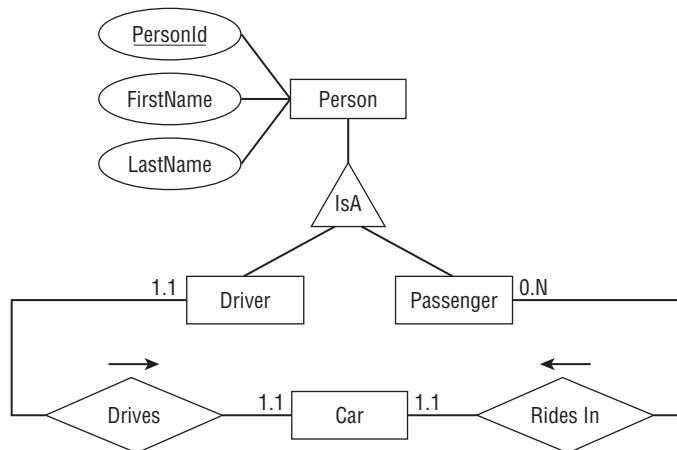 PersonId
FirstName
Person
LastName
IsA
1.1
Driver
Passenger
0.N
Drives
1.1
Car
1.1
Rides In